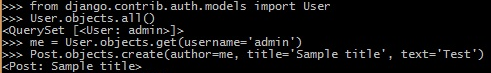 >>> from django.contrib.auth.models import User
>>> User.objects.all()
<QuerySet [<User: admin>]>
>>> me = User.objects.get(username='admin')
>>> Post.objects.create(author=me, title='Sample title', text='Test')
<Post: Sample title>